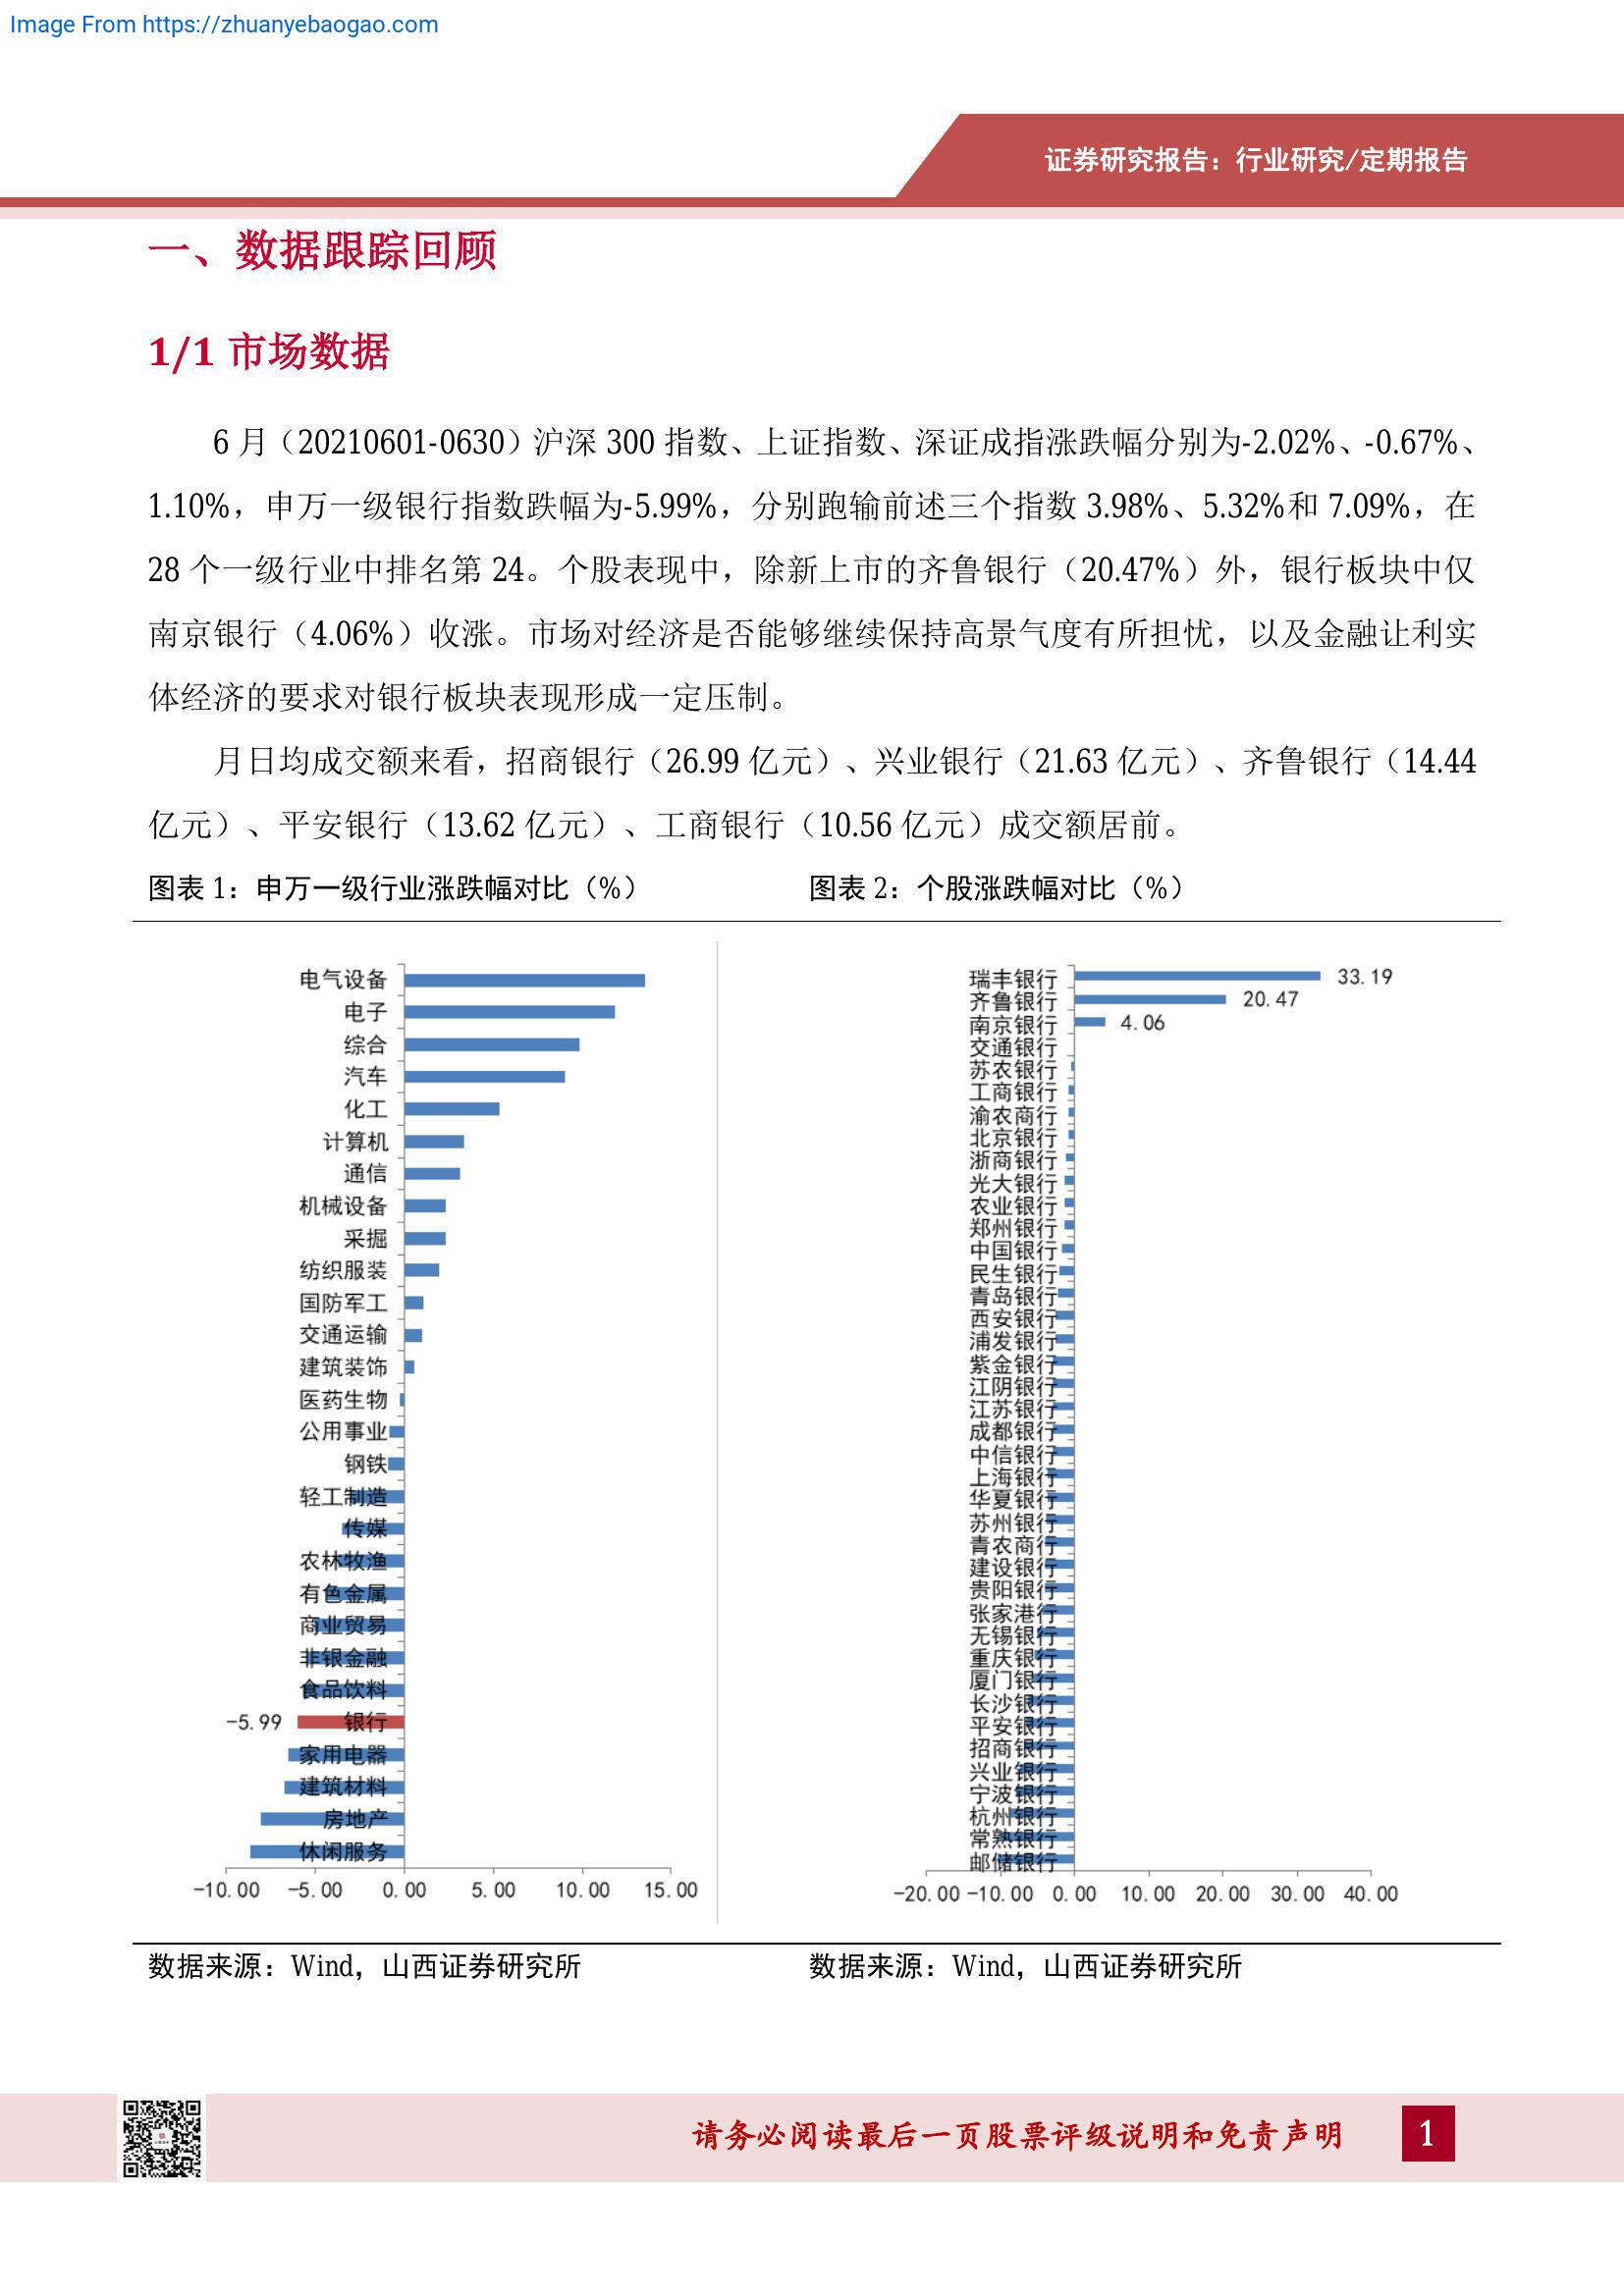 Image From https://zhuanyebaogao.com
证券研究报告：行业研究/定期报告
一、数据跟踪回顾
1/1 市场数据
6 月（20210601-0630）沪深 300 指数、上证指数、深证成指涨跌幅分别为-2.02%、-0.67%、
1.10%，申万一级银行指数跌幅为-5.99%，分别跑输前述三个指数 3.98%、5.32%和 7.09%，在
28 个一级行业中排名第 24。个股表现中，除新上市的齐鲁银行（20.47%）外，银行板块中仅
南京银行（4.06%）收涨。市场对经济是否能够继续保持高景气度有所担忧，以及金融让利实
体经济的要求对银行板块表现形成一定压制。
月日均成交额来看，招商银行（26.99 亿元）、兴业银行（21.63 亿元）、齐鲁银行（14.44
亿元）、平安银行（13.62 亿元）、工商银行（10.56 亿元）成交额居前。
图表 1：申万一级行业涨跌幅对比（%）
电气设备
电子
综合
汽车
化工
计算机
通信
机械设备
采掘
纺织服装
国防军工
交通运输
建筑装饰
医药生物
公用事业
钢铁
轻工制造
传媒
农林牧渔
有色金属
商业贸易
非银金融
食品饮料
-5.99 银行
家用电器
建筑材料
房地产
休闲服务
-10.00 -5.00 0.00 5.00 10.00 15.00
数据来源：Wind，山西证券研究所
图表 2：个股涨跌幅对比（%）
瑞丰银行 33.19
齐鲁银行 20.47
南京银行 4.06
交通银行
苏农银行
工商银行
渝农商行
北京银行
浙商银行
光大银行
农业银行
郑州银行
中国银行
民生银行
青岛银行
西安银行
浦发银行
紫金银行
江阴银行
江苏银行
成都银行
中信银行
上海银行
华夏银行
苏州银行
青农商行
建设银行
贵阳银行
张家港行
无锡银行
重庆银行
厦门银行
长沙银行
平安银行
招商银行
兴业银行
宁波银行
杭州银行
常熟银行
邮储银行
-20.00 -10.00 0.00 10.00 20.00 30.00 40.00
数据来源：Wind，山西证券研究所
请务必阅读最后一页股票评级说明和免责声明
1